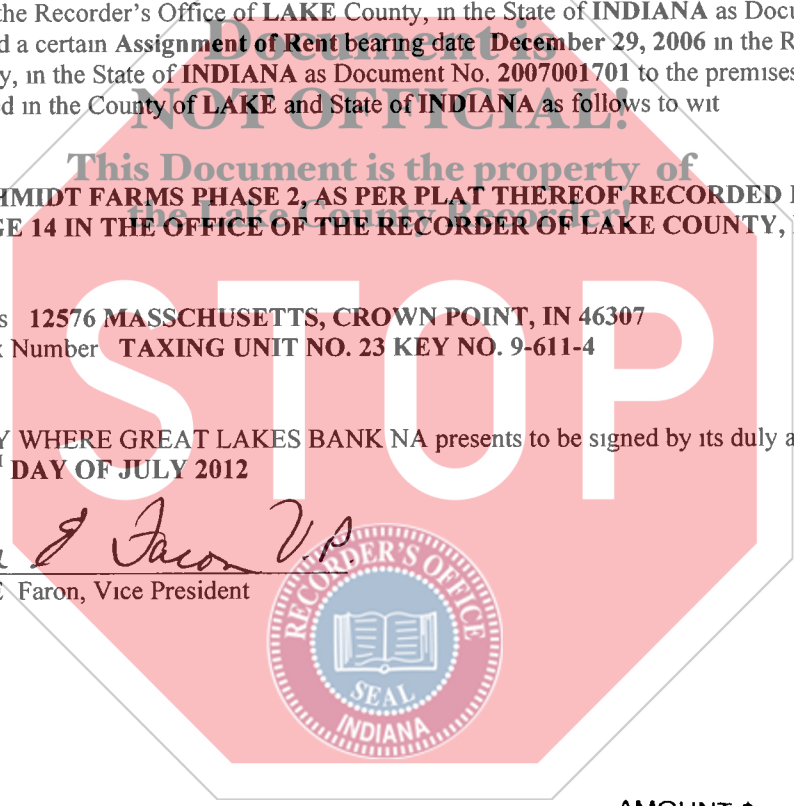 the Recorder's Office of LAKE County, in the State of INDIANA as Docu
d a certain Assignment of Rent bearing date December 29, 2006 in the R
y, in the State of INDIANA as Document No. 2007001701 to the premises
d in the County of LAKE and State of INDIANA as follows to wit
Document is
NOT OFFICIAL!
This Document is the property of
the Lake County Recorder!
HMIDT FARMS PHASE 2, AS PER PLAT THEREOF RECORDED
GE 14 IN THE OFFICE OF THE RECORDER OF LAKE COUNTY,
STOP
s 12576 MASSCHUSETTS, CROWN POINT, IN 46307
x Number TAXING UNIT NO. 23 KEY NO. 9-611-4
Y WHERE GREAT LAKES BANK NA presents to be signed by its duly a
DAY OF JULY 2012
E Faron V.P.
E Faron, Vice President
RECORDER'S OFFICE
SEAL
INDIANA
AMOUNT $